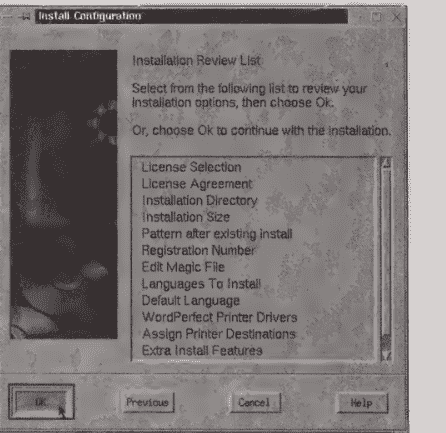 Install Configuration
Installation Review List
Select from the following list to review your
installation options, then choose Ok.
Or, choose Ok to continue with the installation.
License Selection
License Agreement
Installation Directory
Installation Size
Pattern after existing install
Registration Number
Edit Magic File
Languages To Install
Default Language
WordPerfect Printer Drivers
Assign Printer Destinations
Extra Install Features
OK
Previous
Cancel
Help